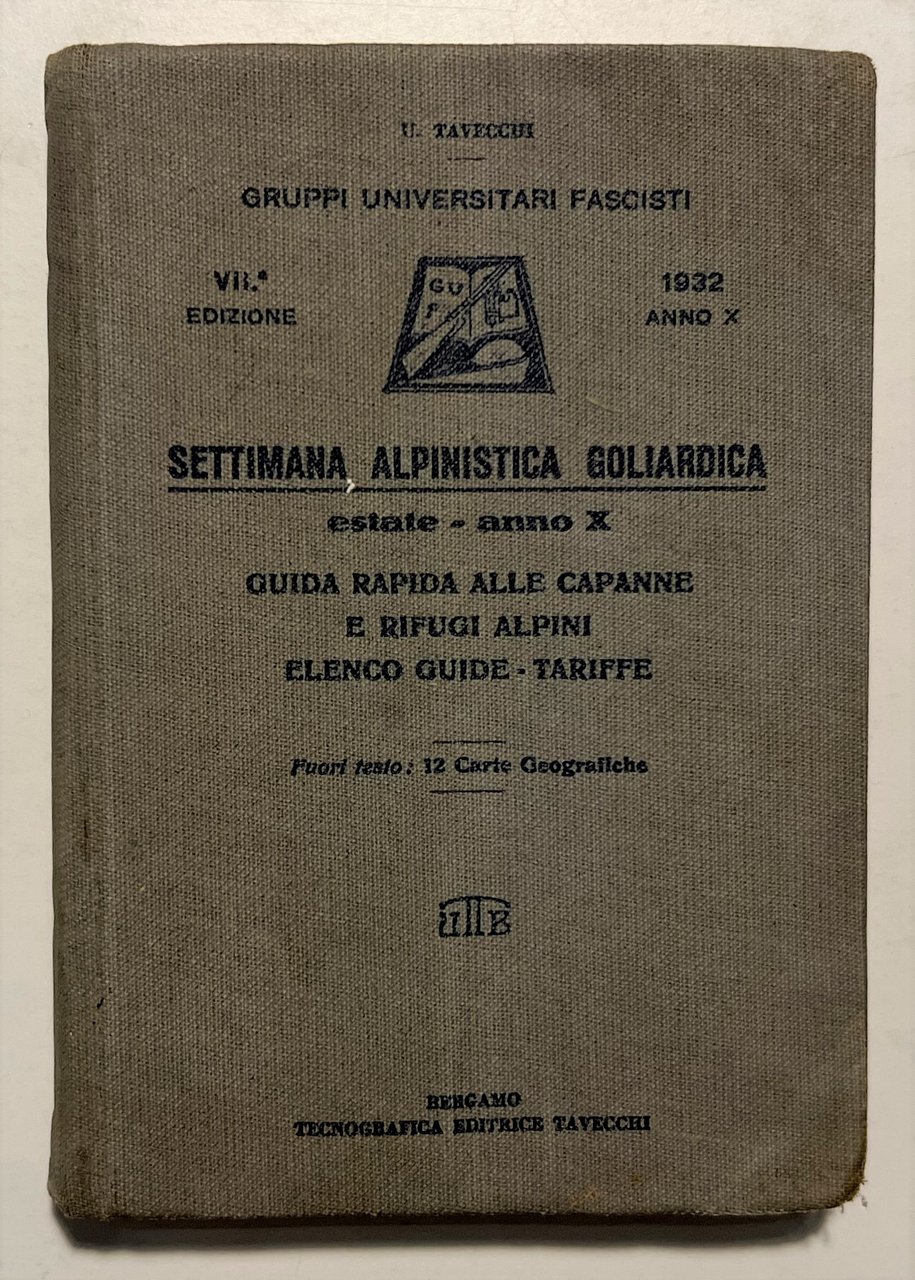 U. TAVECCHI
GRUPPI UNIVERSITARI FASCISTI
VII.ª
EDIZIONE
GU
F
1932
ANNO X
SETTIMANA ALPINISTICA GOLIARDICA
estate - anno X
GUIDA RAPIDA ALLE CAPANNE
E RIFUGI ALPINI
ELENCO GUIDE - TARIFFE
Fuori testo: 12 Carte Geografiche
BERGAMO
TECNOGRAFICA EDITRICE TAVECCHI